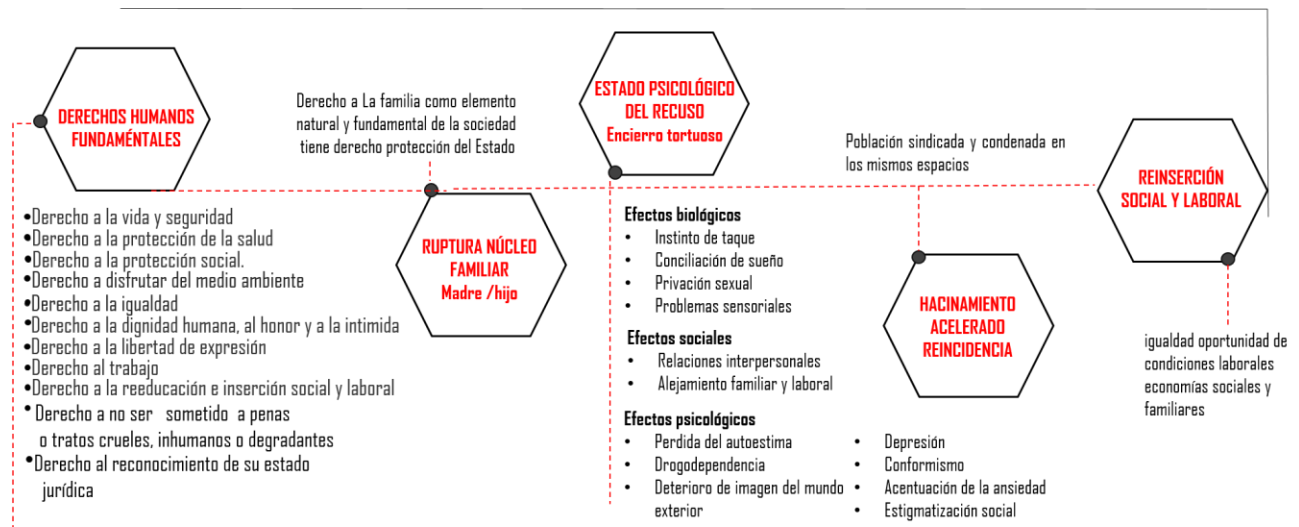 DERECHOS HUMANOS
FUNDAMÉNTALES
•Derecho a la vida y seguridad
•Derecho a la protección de la salud
•Derecho a la protección social.
•Derecho a disfrutar del medio ambiente
•Derecho a la igualdad
•Derecho a la dignidad humana, al honor y a la intimida
•Derecho a la libertad de expresión
•Derecho al trabajo
•Derecho a la reeducación e inserción social y laboral
• Derecho a no ser sometido a penas
o tratos crueles, inhumanos o degradantes
•Derecho al reconocimiento de su estado
jurídica
Derecho a La familia como elemento
natural y fundamental de la sociedad
tiene derecho protección del Estado
RUPTURA NÚCLEO
FAMILIAR
Madre /hijo
ESTADO PSICOLÓGICO
DEL RECUSO
Encierro tortuoso
Efectos biológicos
• Instinto de taque
• Conciliación de sueño
• Privación sexual
• Problemas sensoriales
Efectos sociales
• Relaciones interpersonales
• Alejamiento familiar y laboral
Efectos psicológicos
• Perdida del autoestima
• Drogodependencia
• Deterioro de imagen del mundo
exterior
• Depresión
• Conformismo
• Acentuación de la ansiedad
• Estigmatización social
Población sindicada y condenada en
los mismos espacios
HACINAMIENTO
ACELERADO
REINCIDENCIA
REINSERCIÓN
SOCIAL Y LABORAL
igualdad oportunidad de
condiciones laborales
economías sociales y
familiares